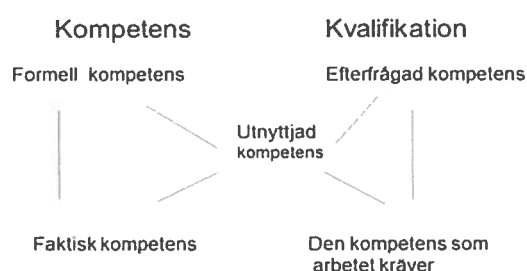 Kompetens
Kvalifikation
Formell kompetens
Efterfrågad kompetens
Utnyttjad
kompetens
Faktisk kompetens
Den kompetens som
arbetet kräver